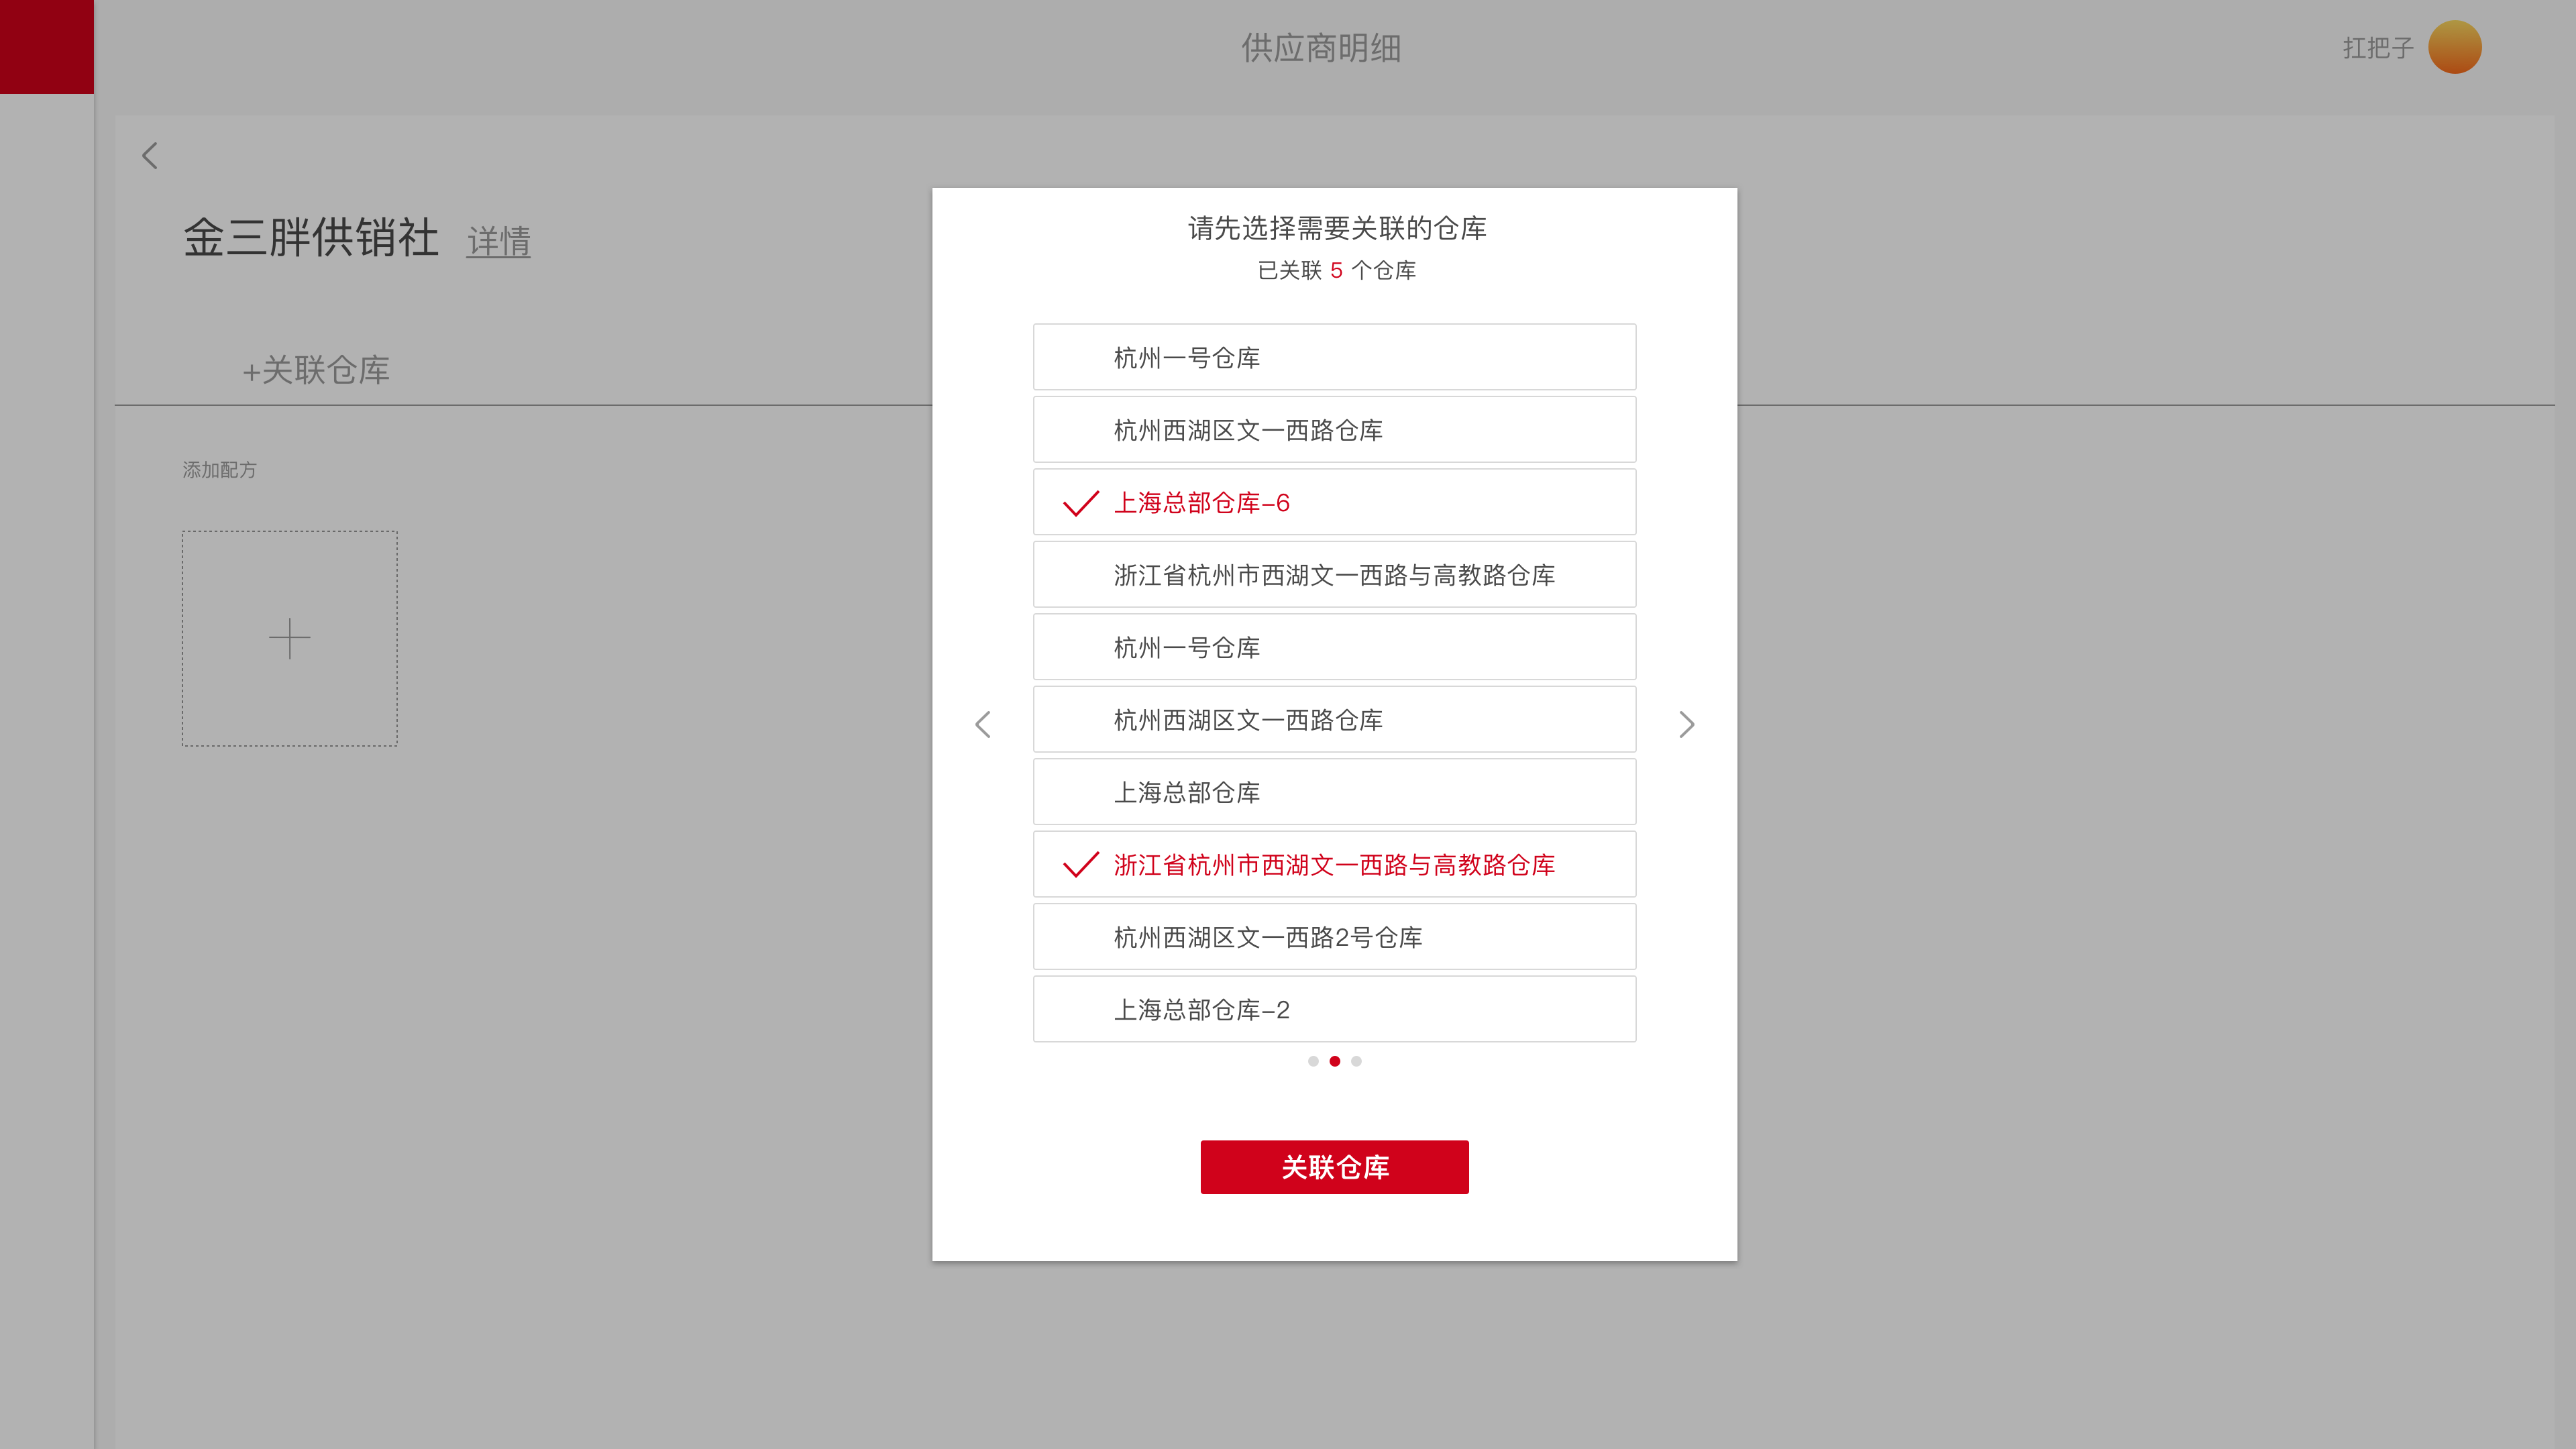 供应商明细
扛把子
金三胖供销社 详情
+关联仓库
添加配方
请先选择需要关联的仓库
已关联 5 个仓库
杭州一号仓库
杭州西湖区文一西路仓库
上海总部仓库-6
浙江省杭州市西湖文一西路与高教路仓库
杭州一号仓库
杭州西湖区文一西路仓库
上海总部仓库
浙江省杭州市西湖文一西路与高教路仓库
杭州西湖区文一西路2号仓库
上海总部仓库-2
关联仓库